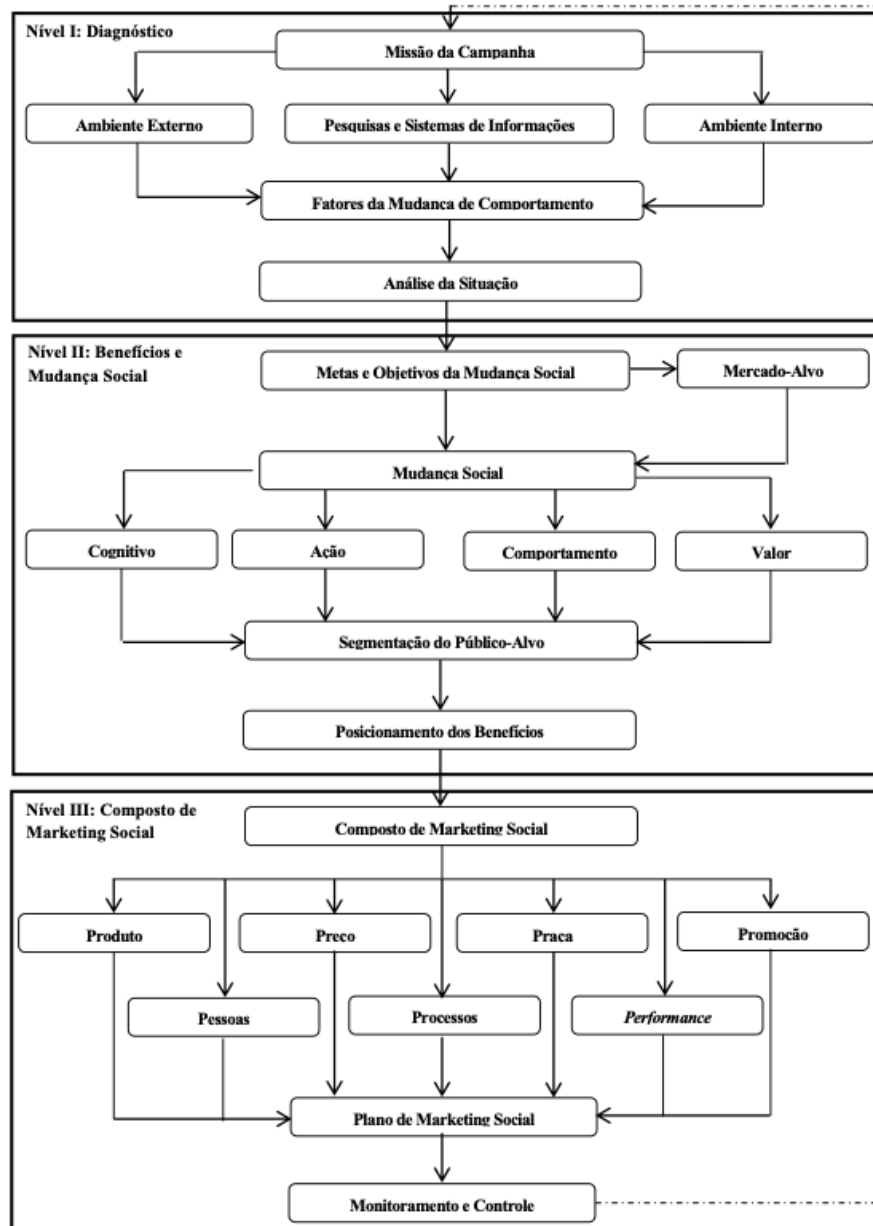 Nível I: Diagnóstico
Missão da Campanha
Ambiente Externo
Pesquisas e Sistemas de Informações
Ambiente Interno
Fatores da Mudança de Comportamento
Análise da Situação
Nível II: Benefícios e
Mudança Social
Metas e Objetivos da Mudança Social
Mercado-Alvo
Mudança Social
Cognitivo
Ação
Comportamento
Valor
Segmentação do Público-Alvo
Posicionamento dos Benefícios
Nível III: Composto de
Marketing Social
Composto de Marketing Social
Produto
Preço
Praça
Promoção
Pessoas
Processos
Performance
Plano de Marketing Social
Monitoramento e Controle